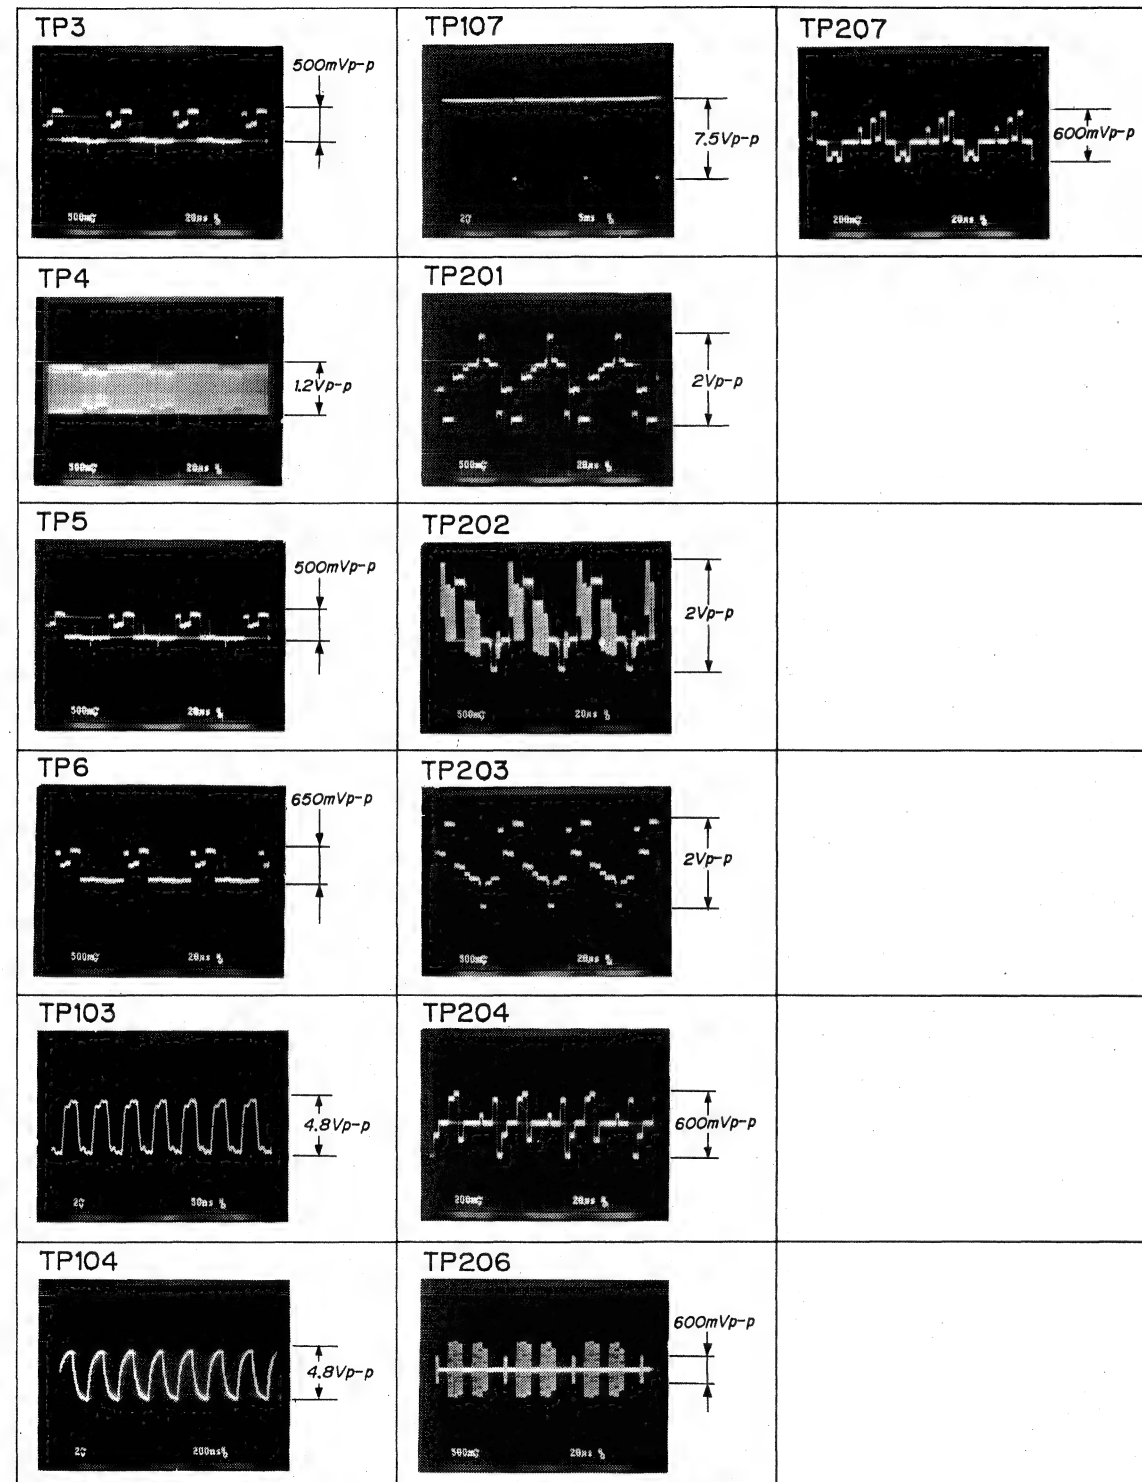 TP3
500mVp-p
500mV
20µs
TP107
7.5Vp-p
2V
5ms
TP207
600mVp-p
200mV
20µs
TP4
1.2Vp-p
500mV
20µs
TP201
2Vp-p
500mV
20µs
TP5
500mVp-p
500mV
20µs
TP202
2Vp-p
500mV
20µs
TP6
650mVp-p
500mV
20µs
TP203
2Vp-p
500mV
20µs
TP103
4.8Vp-p
2V
50ns
TP204
600mVp-p
200mV
20µs
TP104
4.8Vp-p
2V
200ns
TP206
600mVp-p
500mV
20µs